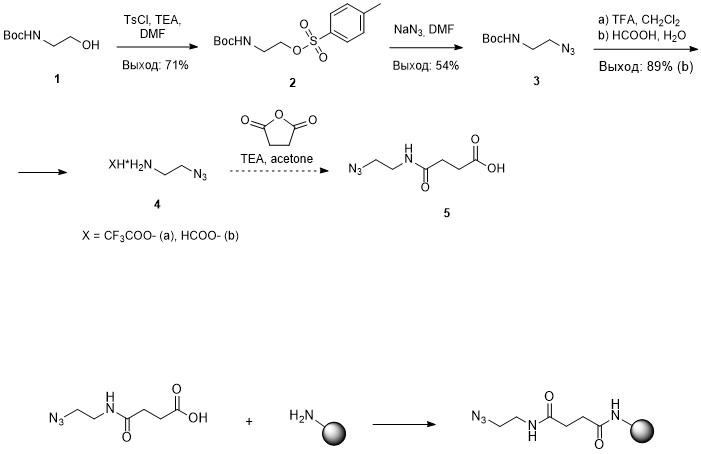 BocHN
OH
1
TsCl, TEA,
DMF
Выход: 71%
BocHN
O
S
O
O
2
NaN3, DMF
Выход: 54%
BocHN
N3
3
a) TFA, CH2Cl2
b) HCOOH, H2O
Выход: 89% (b)
XH*H2N
N3
4
X = CF3COO- (a), HCOO- (b)
O
O
O
TEA, acetone
N3
H
N
O
O
OH
5
N3
H
N
O
O
OH
+
H2N
N3
N
H
O
O
H
N